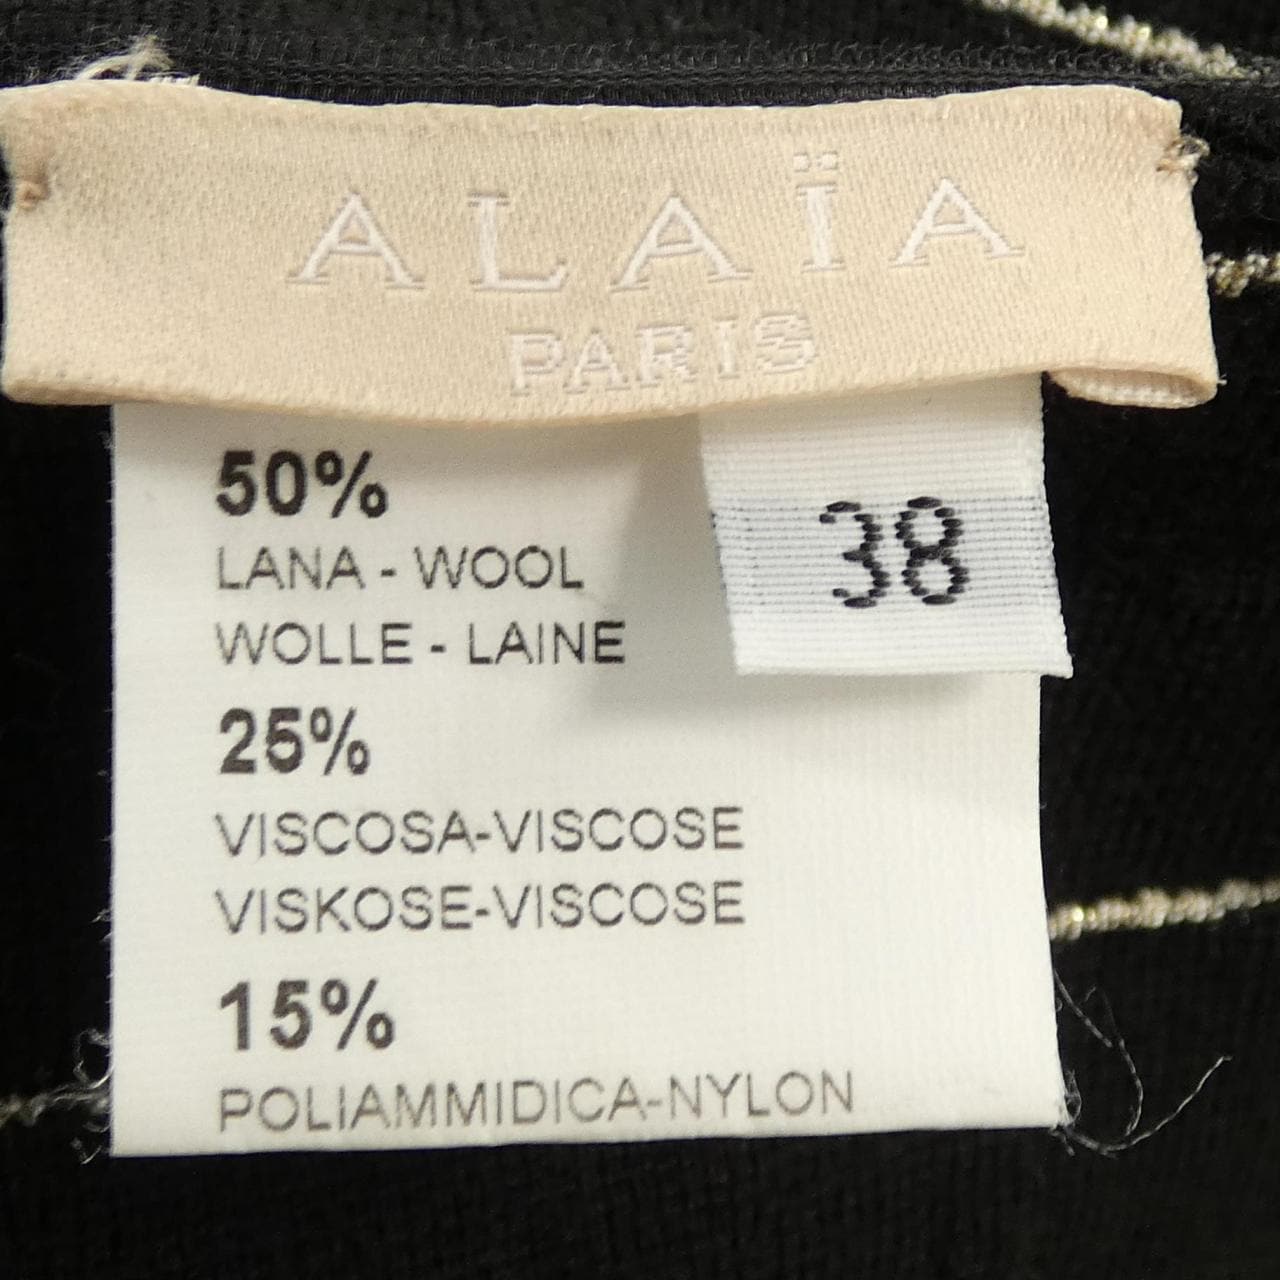 ALAÏA
PARIS
38
50%
LANA - WOOL
WOLLE - LAINE
25%
VISCOSA-VISCOSE
VISKOSE-VISCOSE
15%
POLIAMMIDICA-NYLON